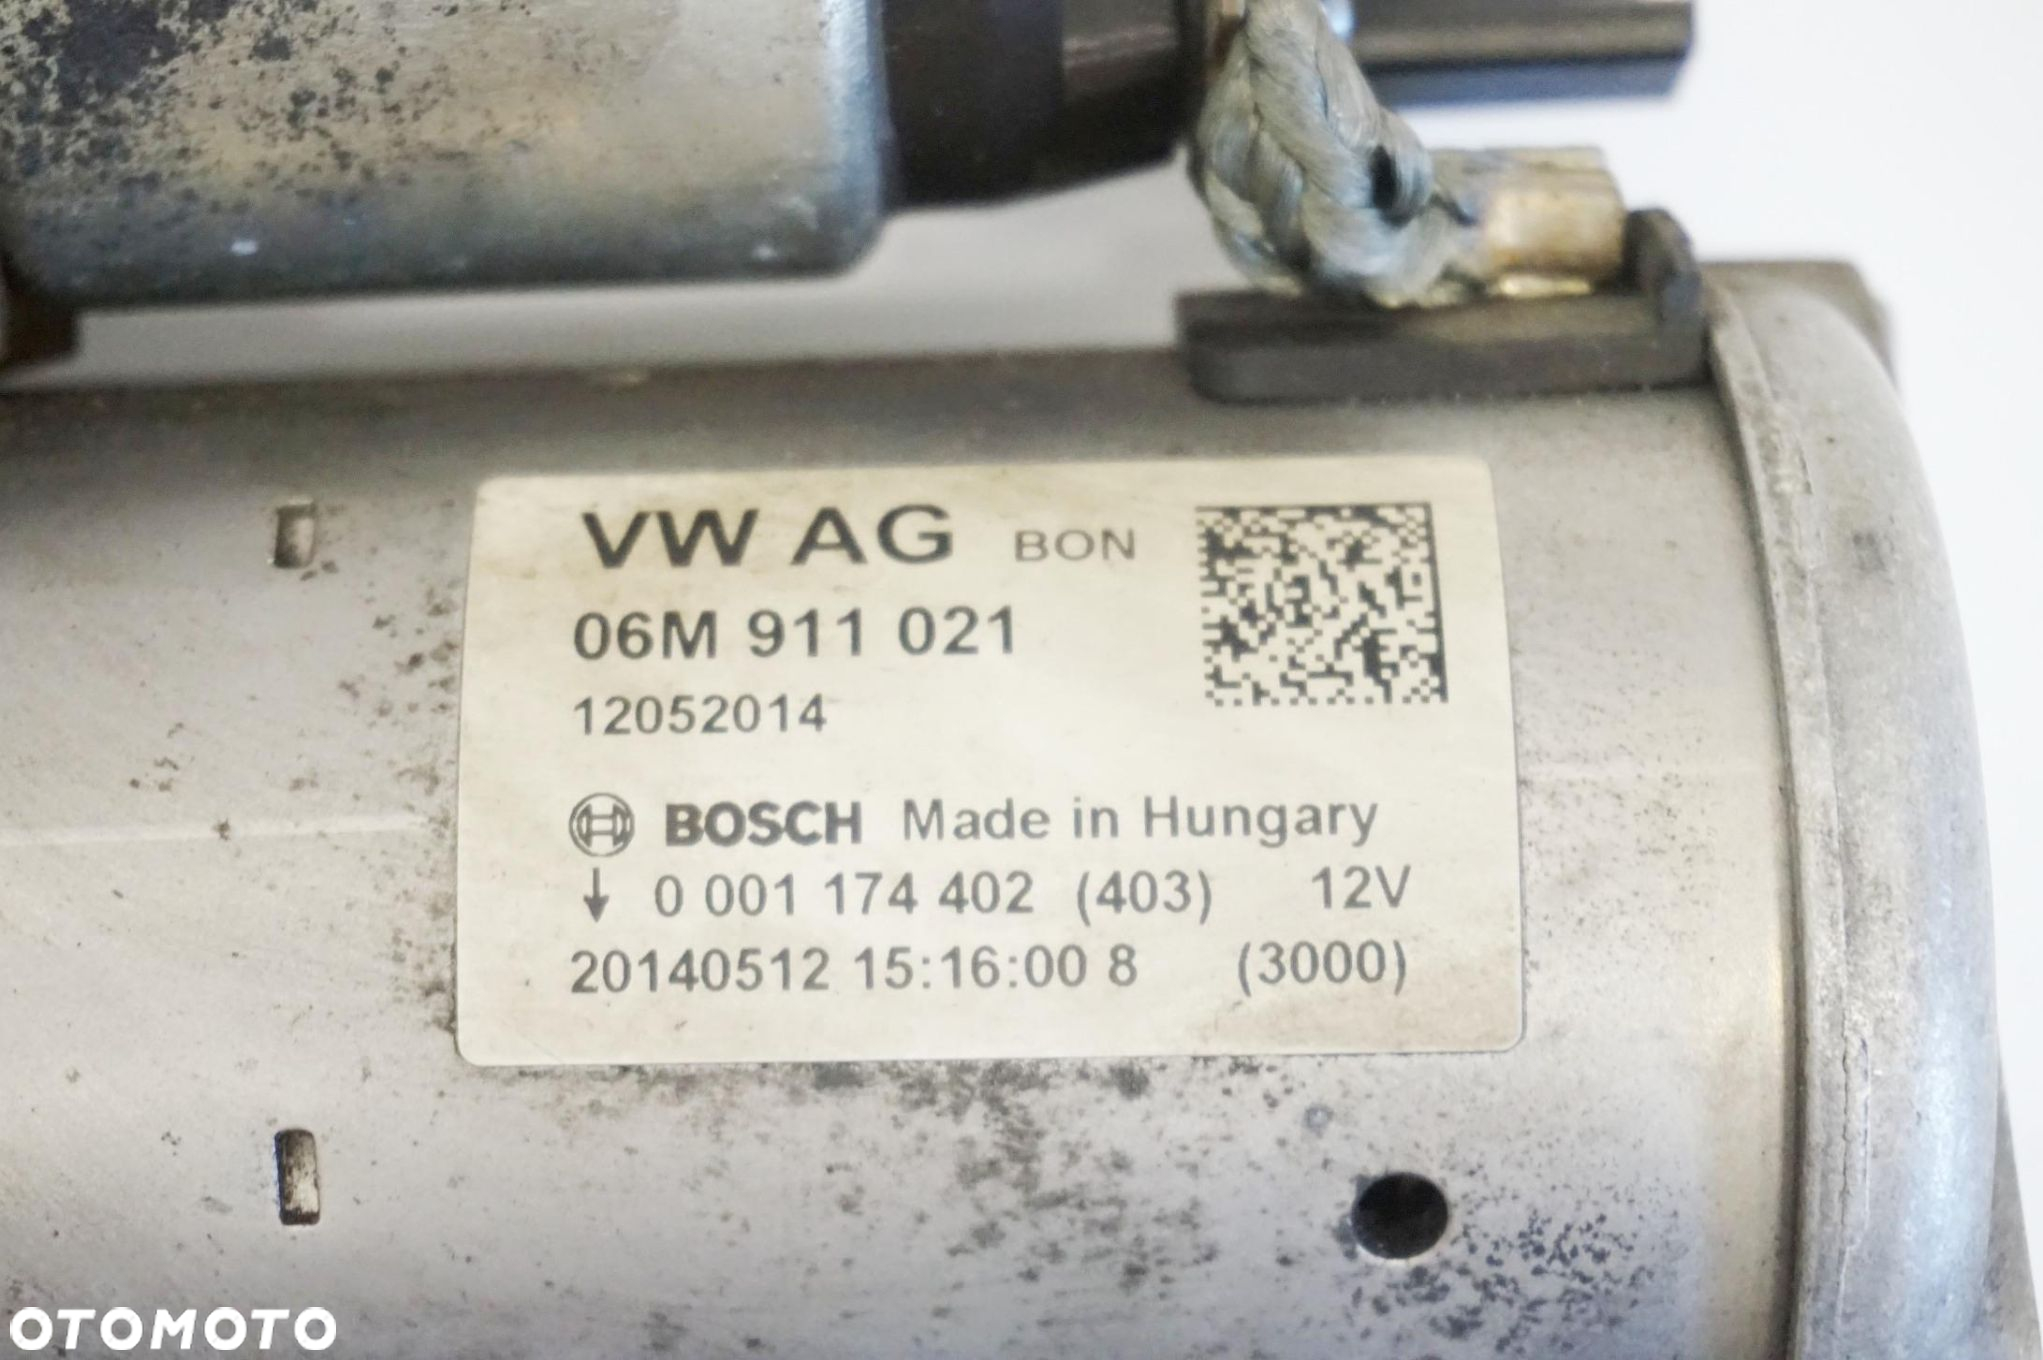 VW AG BON
06M 911 021
12052014
BOSCH Made in Hungary
↓ 0 001 174 402 (403) 12V
20140512 15:16:00 8 (3000)
OTOMOTO